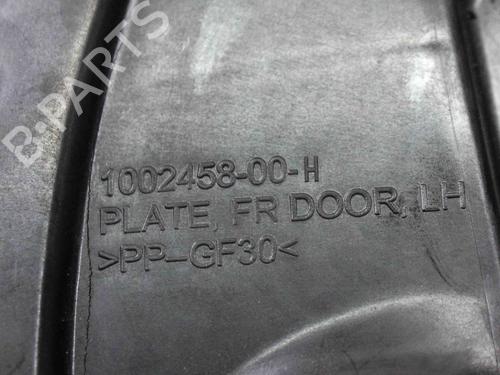 B-PARTS
1002458-00-H
PLATE, FR DOOR, LH
>PP-GF30<